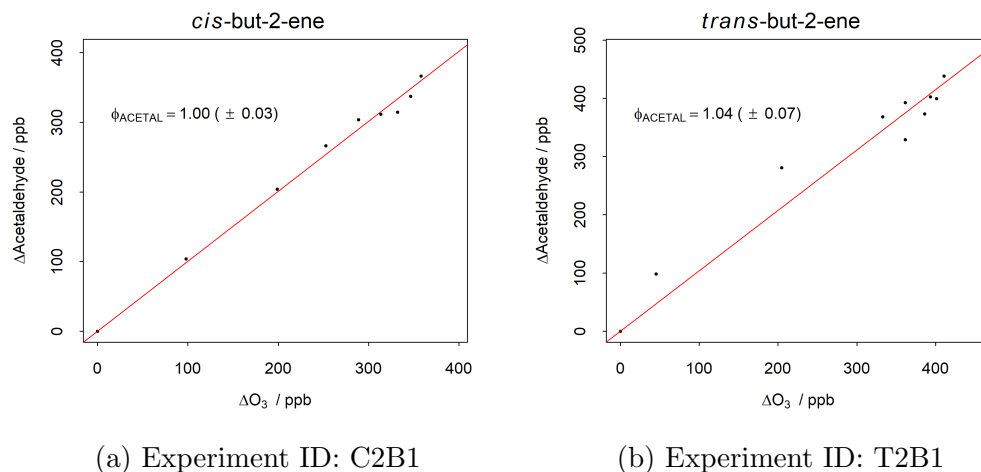 cis-but-2-ene
ΔAcetaldehyde / ppb
400
300
200
100
0
ϕACETAL = 1.00 ( ± 0.03)
0 100 200 300 400
ΔO3 / ppb
(a) Experiment ID: C2B1
trans-but-2-ene
ΔAcetaldehyde / ppb
500
400
300
200
100
0
ϕACETAL = 1.04 ( ± 0.07)
0 100 200 300 400
ΔO3 / ppb
(b) Experiment ID: T2B1